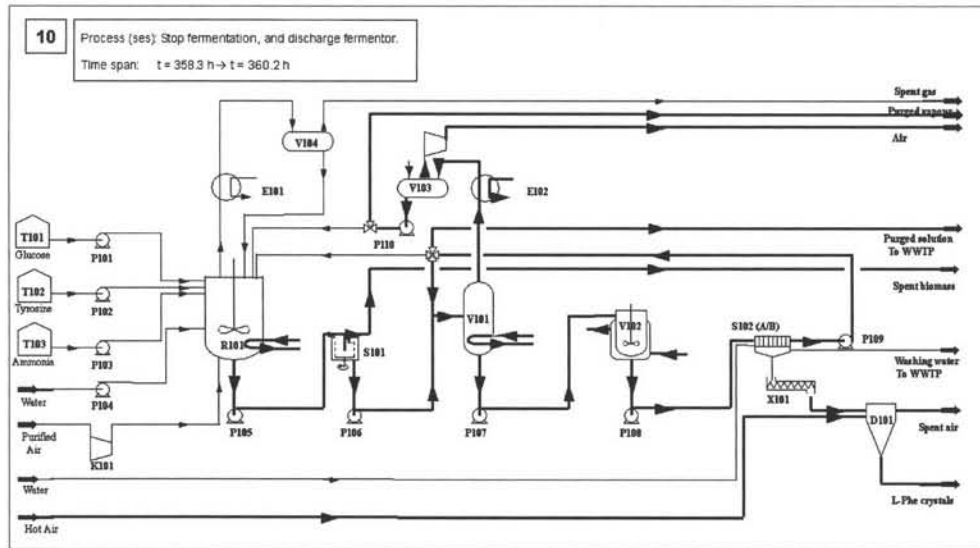 10
Process (ses): Stop fermentation, and discharge fermentor.
Time span: t = 358.3 h → t = 360.2 h
Spent gas
Purged vapour
Air
V104
E101
V103
E102
P110
T101
Glucose
P101
T102
Tyrosine
P102
T103
Ammonia
P103
Water
P104
Purified
Air
K101
Water
Hot Air
R101
P105
S101
P106
V101
P107
V102
P108
S102 (A/B)
P109
X101
D101
Purged solution
To WWTP
Spent biomass
Washing water
To WWTP
Spent air
L-Phe crystals